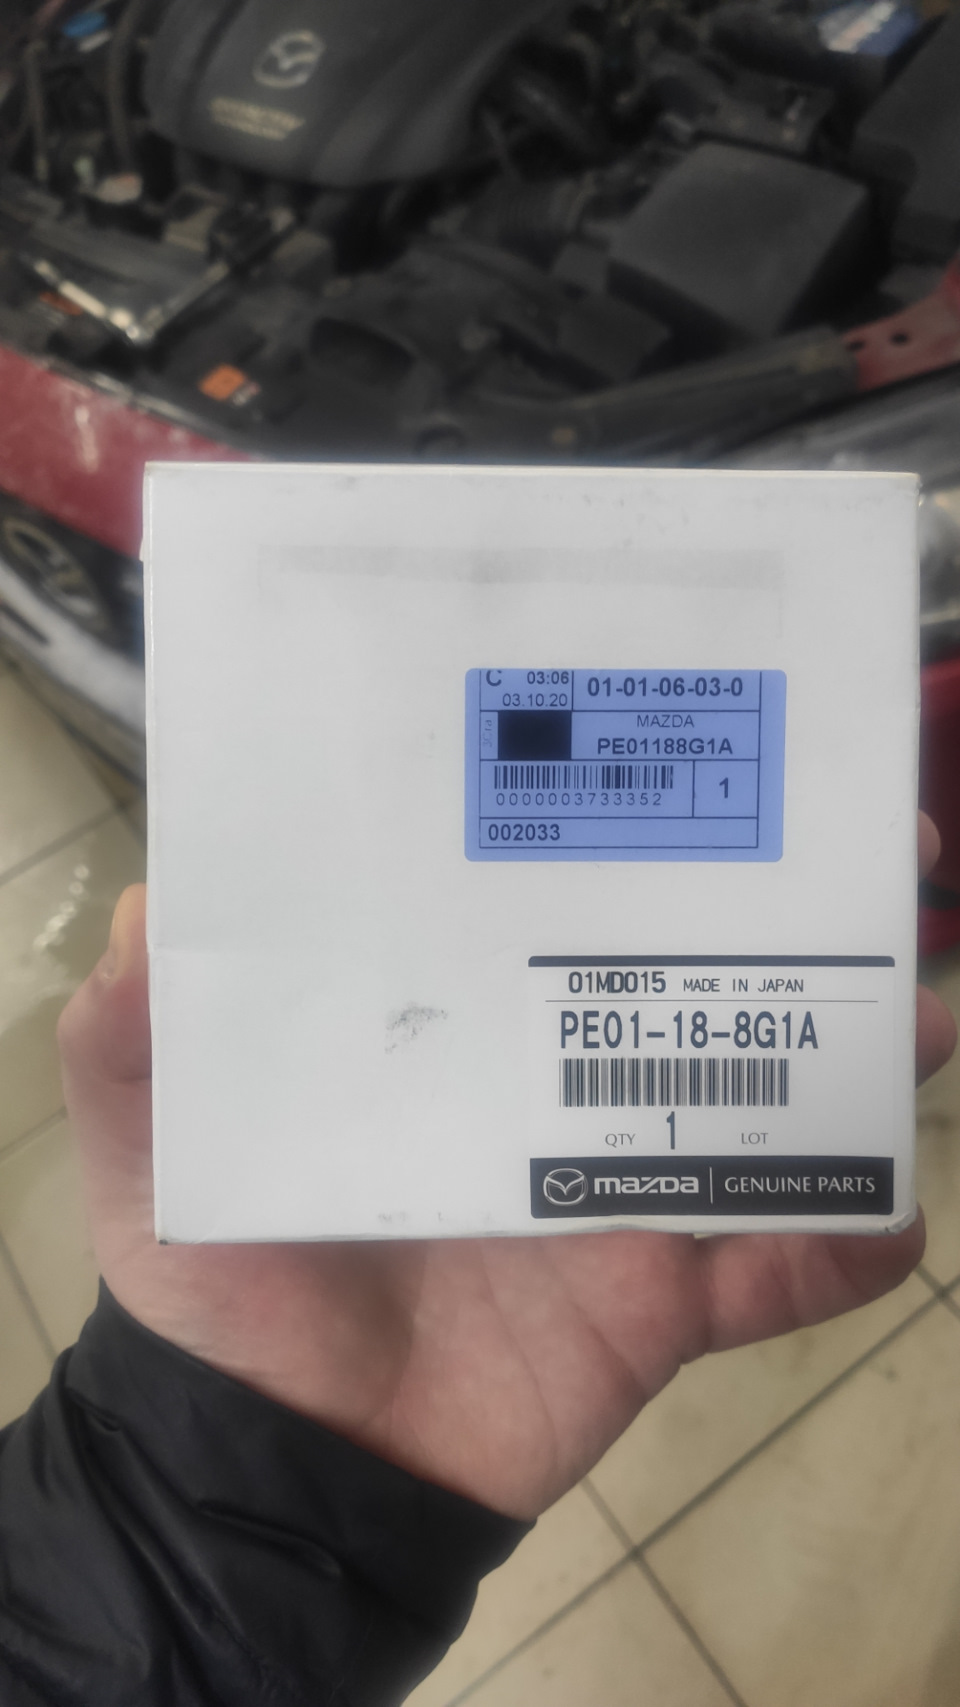 C 03:06
03.10.20
01-01-06-03-0
MAZDA
PE01188G1A
0000003733352
1
002033
01MD015 MADE IN JAPAN
PE01-18-8G1A
QTY 1 LOT
mazda GENUINE PARTS